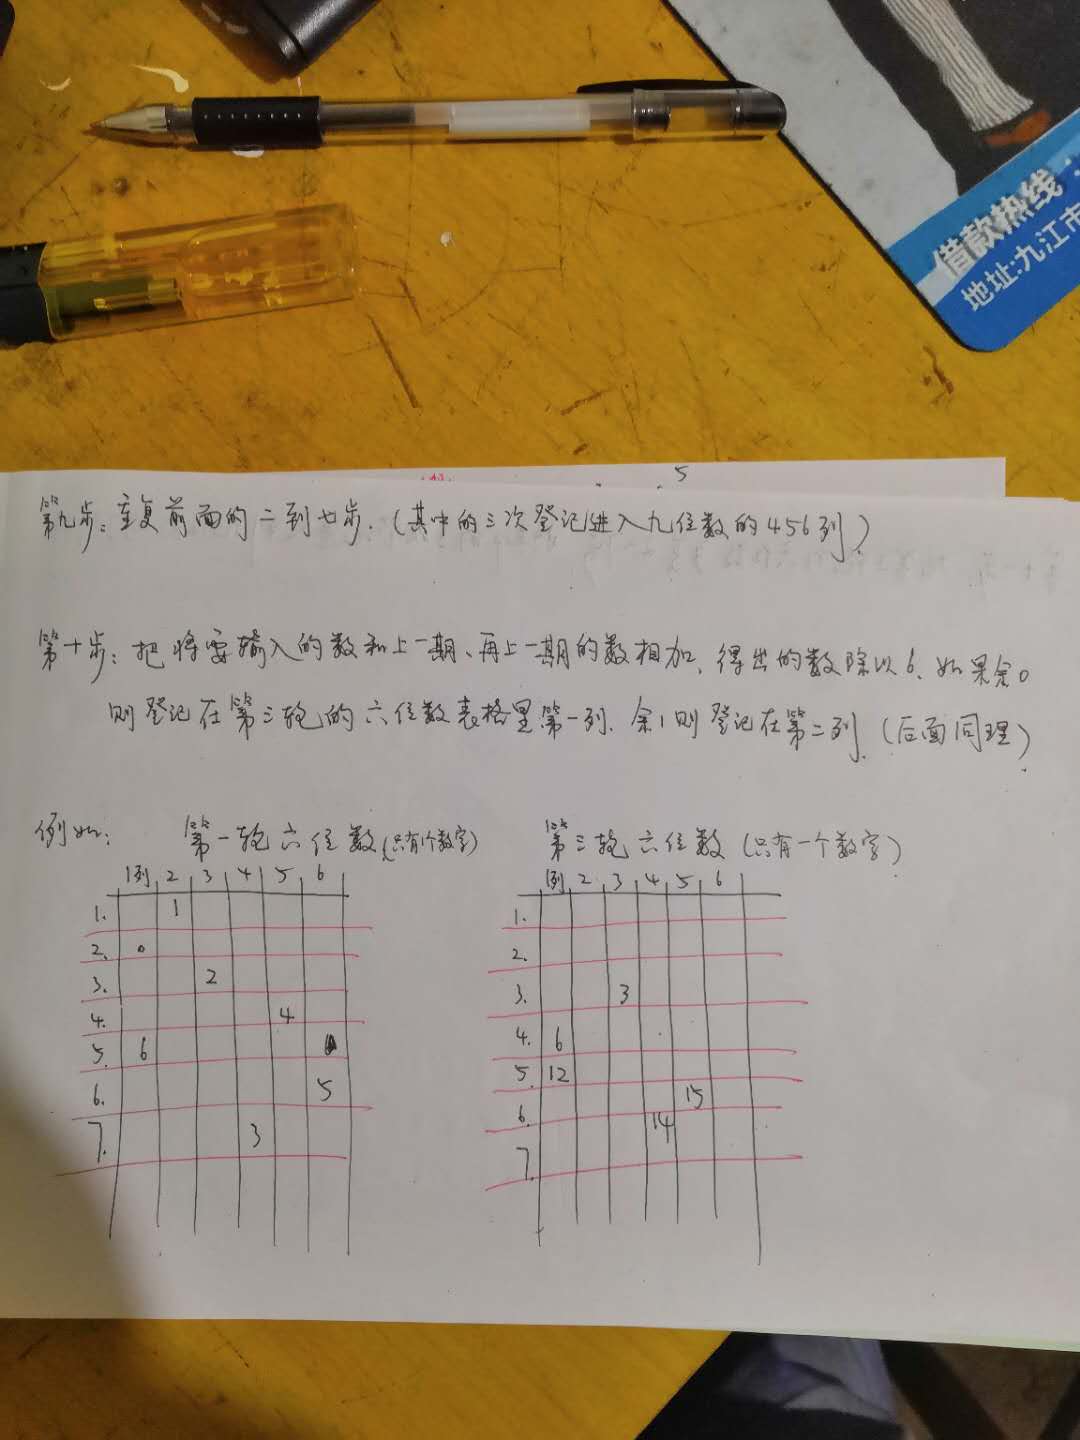 借款热线:
地址:九江市
5
第九步:重复前面的二到七步.(其中的三次登记进入九位数的456列)
第十步:把将要输入的数和上一期、再上一期的数相加,得出的数除以6.如果余0
则登记在第三轮的六位数表格里第一列.余1则登记在第二列(后面同理)
例如: 第一轮六位数(只有1个数字) 第三轮六位数(只有一个数字)
1列 2 3 4 5 6 1列 2 3 4 5 6
1. 1 1.
2. 0 2.
3. 2 3. 3
4. 4 4. 6
5. 6 5. 12
6. 5 6. 15
7. 3 7. 14